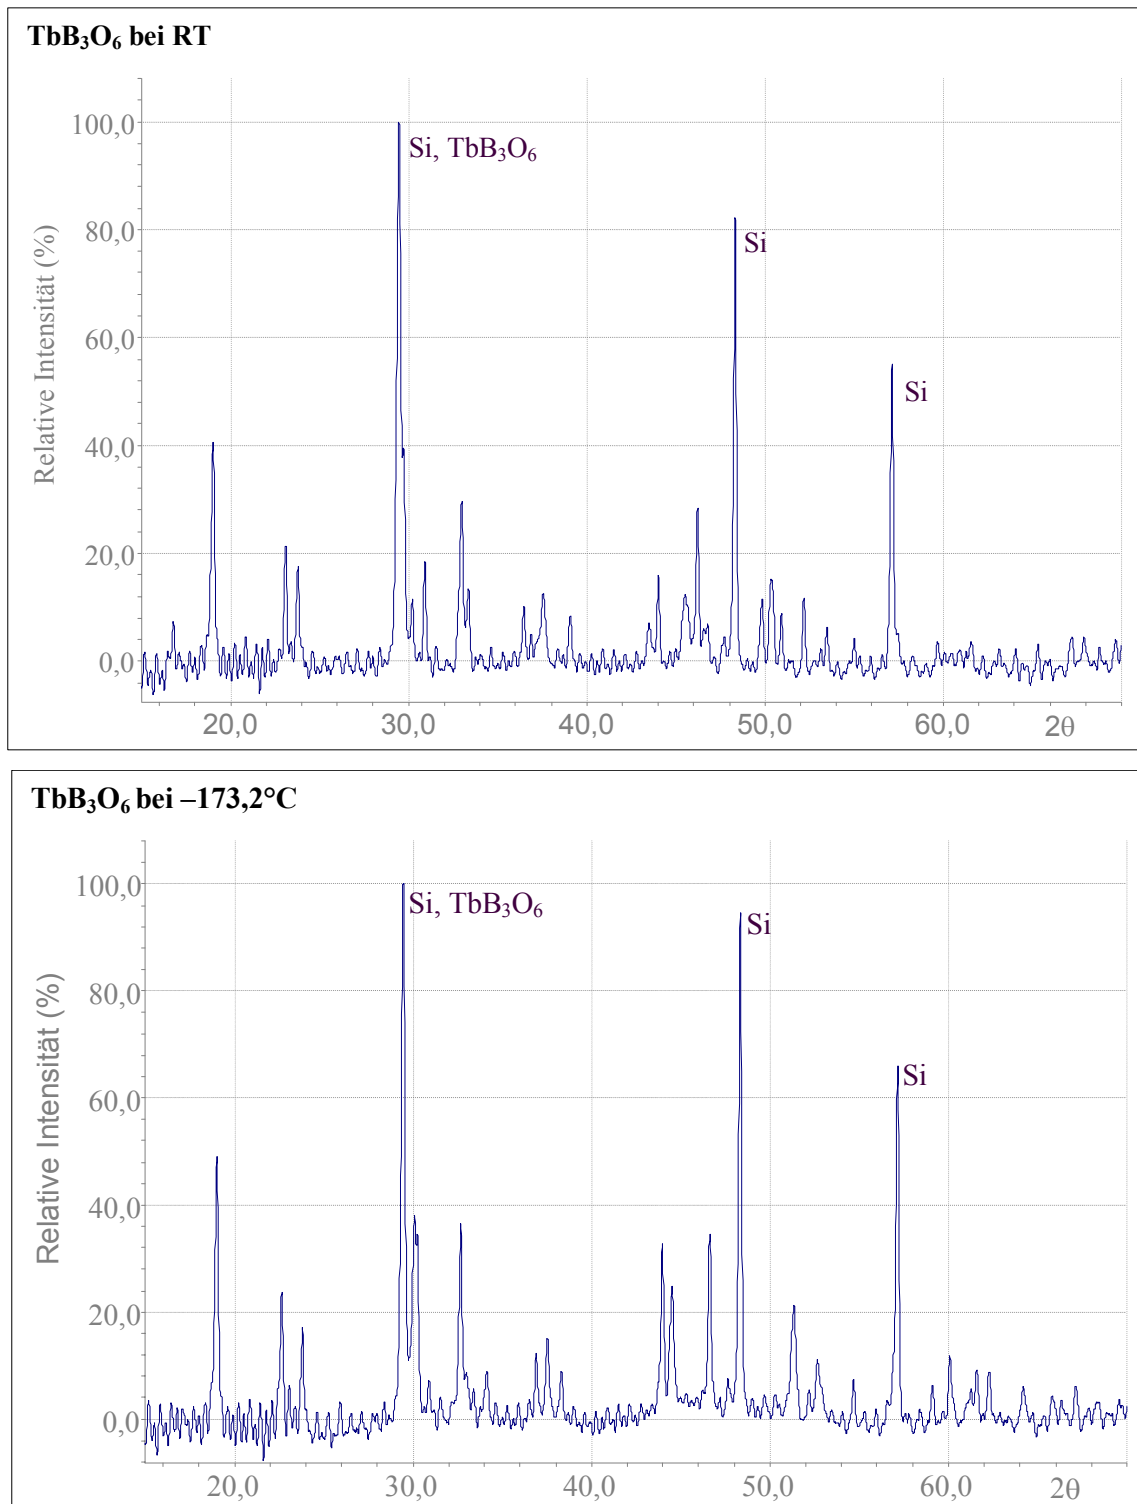 TbB₃O₆ bei RT
Relative Intensität (%)
100,0
80,0
60,0
40,0
20,0
0,0
Si, TbB₃O₆
Si
Si
20,0 30,0 40,0 50,0 60,0 2θ
TbB₃O₆ bei –173,2°C
Relative Intensität (%)
100,0
80,0
60,0
40,0
20,0
0,0
Si, TbB₃O₆
Si
Si
20,0 30,0 40,0 50,0 60,0 2θ